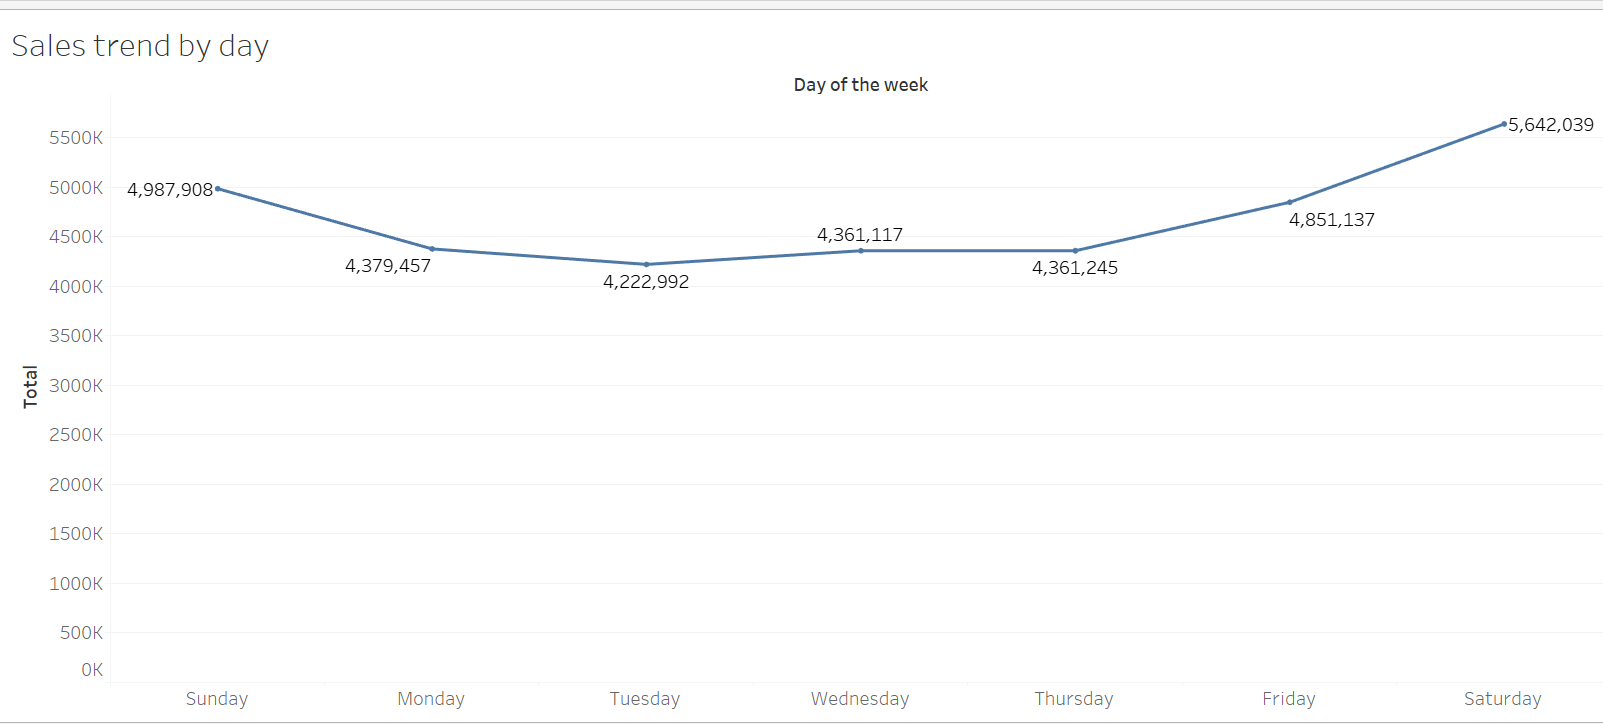 Sales trend by day
Day of the week
5500K
5000K
4500K
4000K
3500K
3000K
2500K
2000K
1500K
1000K
500K
0K
Total
4,987,908
4,379,457
4,222,992
4,361,117
4,361,245
4,851,137
5,642,039
Sunday
Monday
Tuesday
Wednesday
Thursday
Friday
Saturday